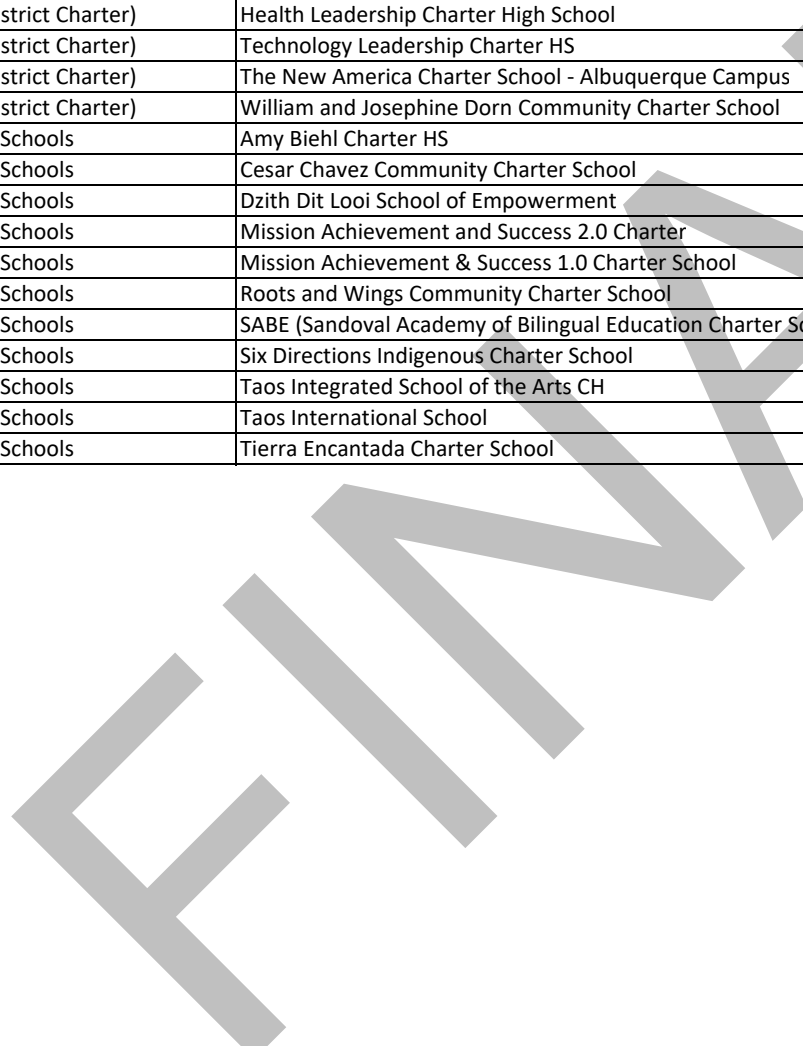 strict Charter) Health Leadership Charter High School
strict Charter) Technology Leadership Charter HS
strict Charter) The New America Charter School - Albuquerque Campus
strict Charter) William and Josephine Dorn Community Charter School
Schools Amy Biehl Charter HS
Schools Cesar Chavez Community Charter School
Schools Dzith Dit Looi School of Empowerment
Schools Mission Achievement and Success 2.0 Charter
Schools Mission Achievement & Success 1.0 Charter School
Schools Roots and Wings Community Charter School
Schools SABE (Sandoval Academy of Bilingual Education Charter Sc
Schools Six Directions Indigenous Charter School
Schools Taos Integrated School of the Arts CH
Schools Taos International School
Schools Tierra Encantada Charter School
FINA